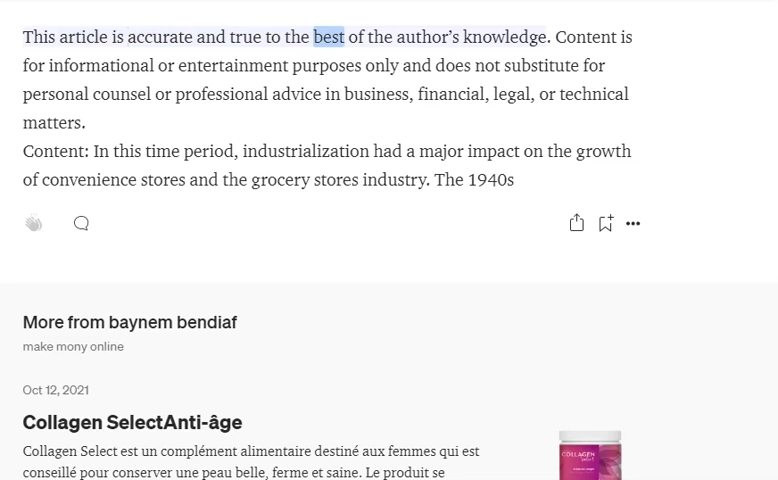 This article is accurate and true to the best of the author’s knowledge. Content is
for informational or entertainment purposes only and does not substitute for
personal counsel or professional advice in business, financial, legal, or technical
matters.
Content: In this time period, industrialization had a major impact on the growth
of convenience stores and the grocery stores industry. The 1940s
More from baynem bendiaf
make mony online
Oct 12, 2021
Collagen SelectAnti-âge
Collagen Select est un complément alimentaire destiné aux femmes qui est
conseillé pour conserver une peau belle, ferme et saine. Le produit se
COLLAGEN
select